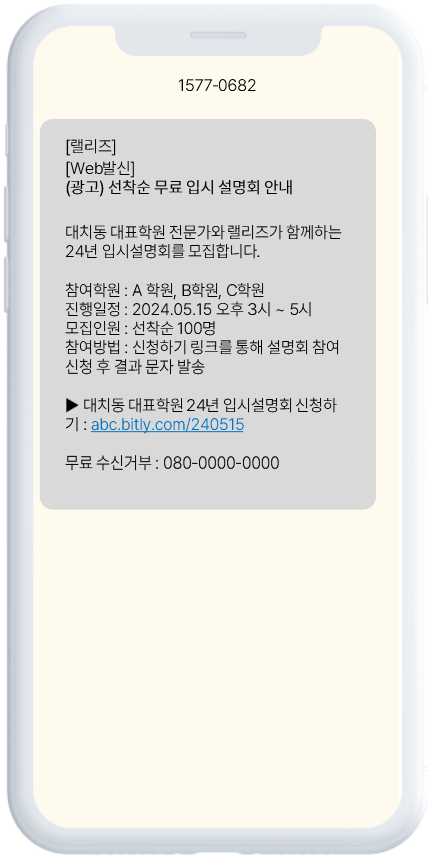 1577-0682
[랠리즈]
[Web발신]
(광고) 선착순 무료 입시 설명회 안내
대치동 대표학원 전문가와 랠리즈가 함께하는
24년 입시설명회를 모집합니다.
참여학원 : A 학원, B학원, C학원
진행일정 : 2024.05.15 오후 3시 ~ 5시
모집인원 : 선착순 100명
참여방법 : 신청하기 링크를 통해 설명회 참여
신청 후 결과 문자 발송
▶ 대치동 대표학원 24년 입시설명회 신청하
기 : abc.bitly.com/240515
무료 수신거부 : 080-0000-0000